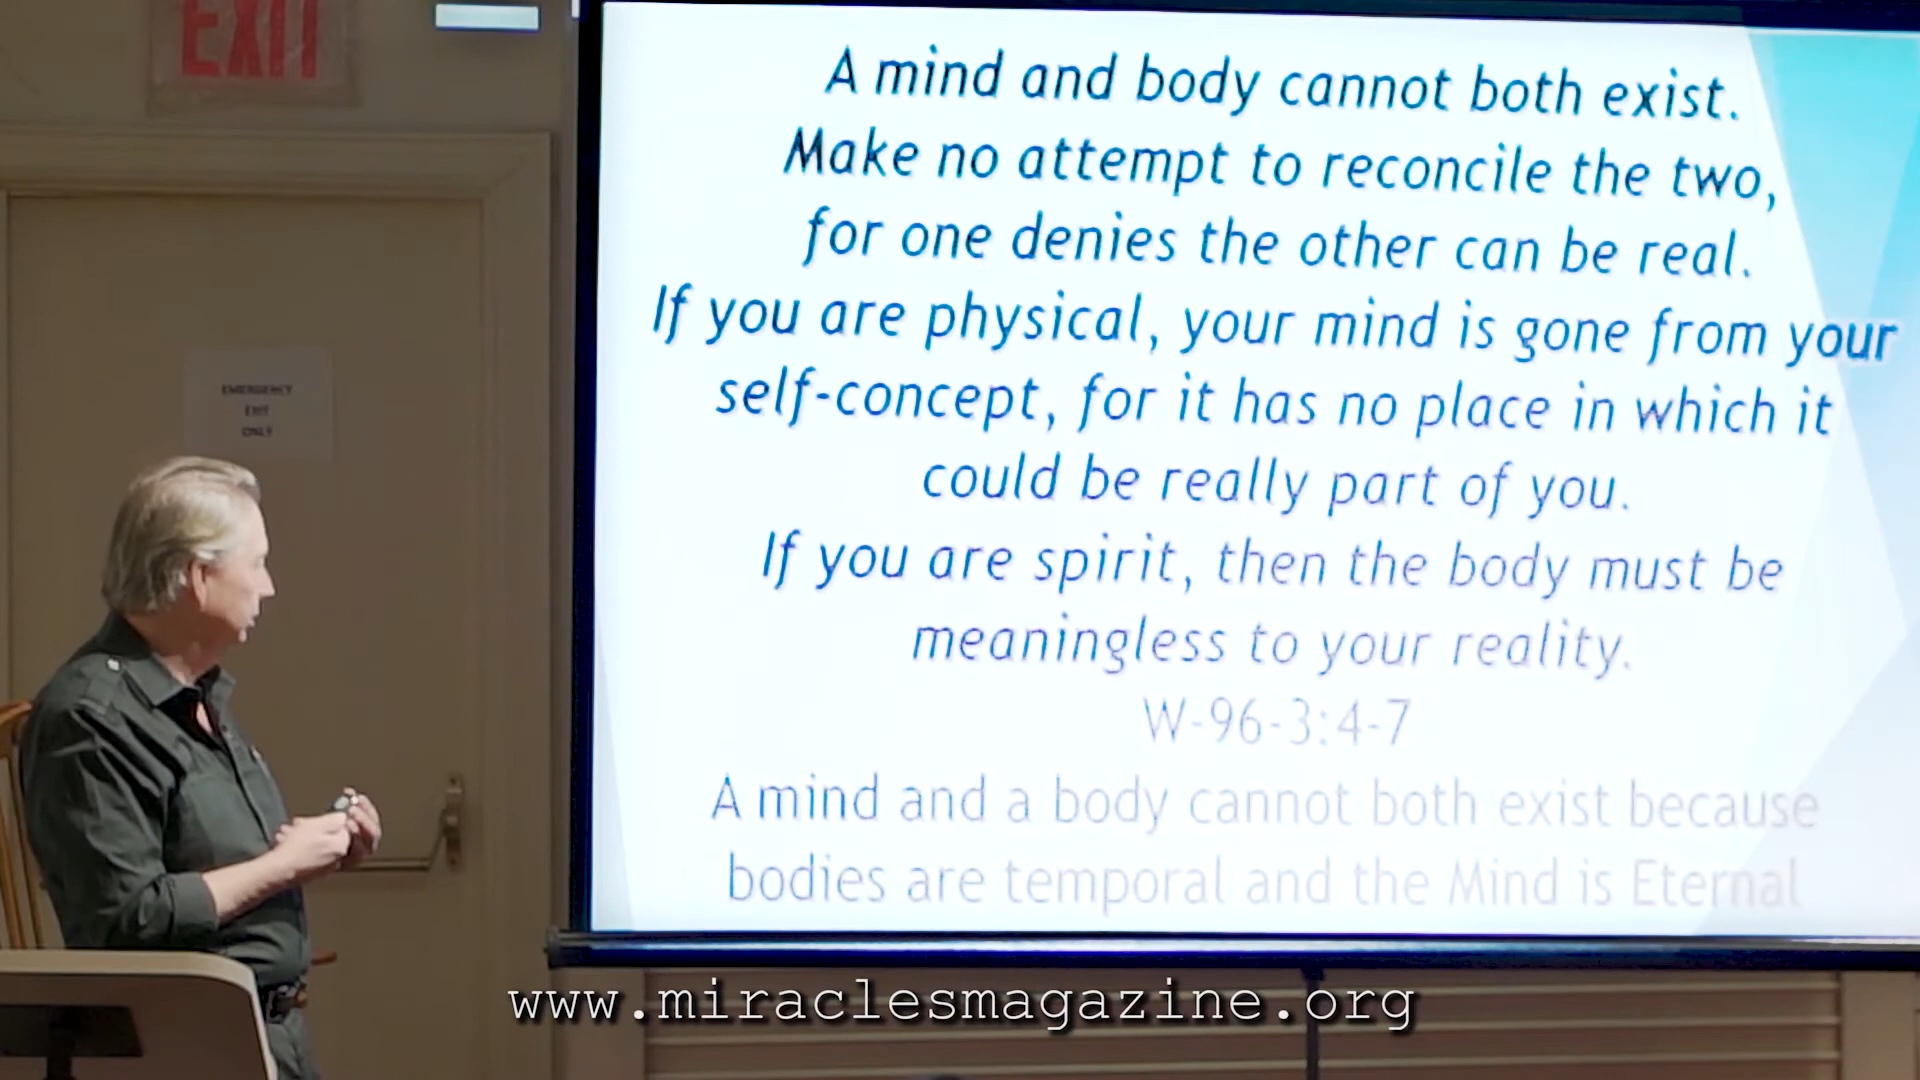 EXIT
A mind and body cannot both exist.
Make no attempt to reconcile the two,
for one denies the other can be real.
If you are physical, your mind is gone from your
self-concept, for it has no place in which it
could be really part of you.
If you are spirit, then the body must be
meaningless to your reality.
W-96-3:4-7
A mind and a body cannot both exist because
bodies are temporal and the Mind is Eternal
EMERGENCY
EXIT
ONLY
www.miraclesmagazine.org